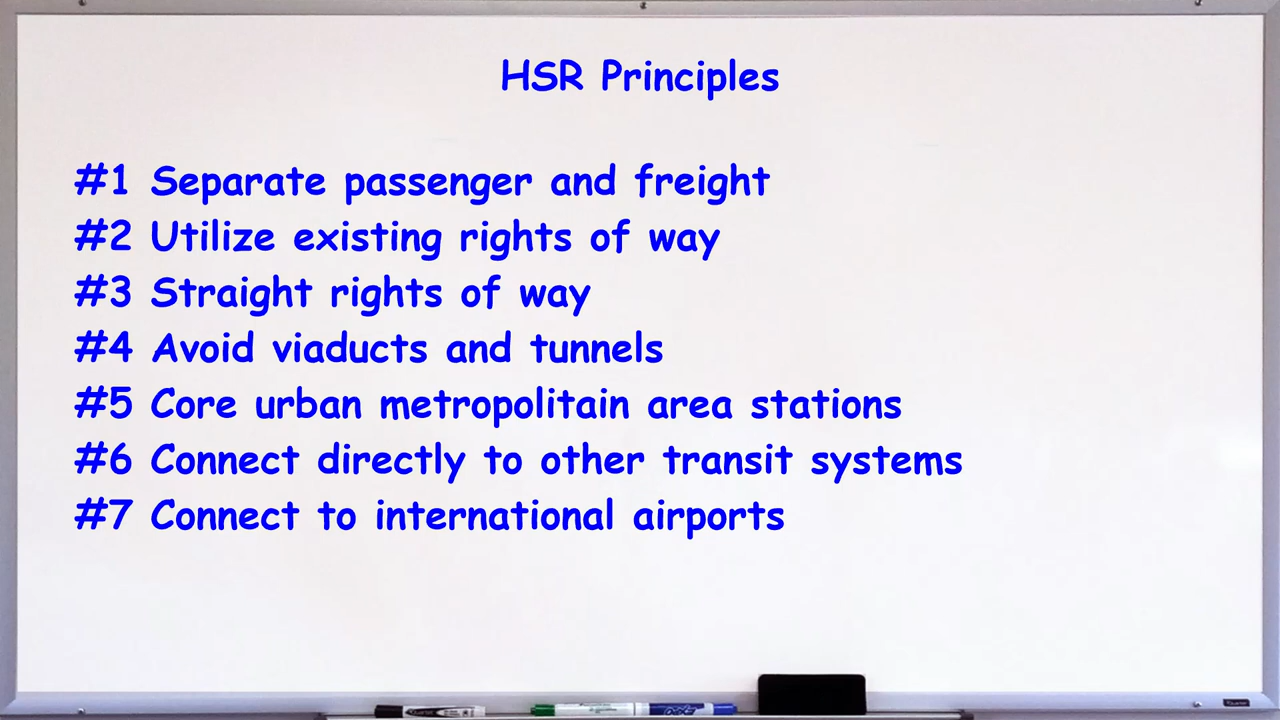 HSR Principles
#1 Separate passenger and freight
#2 Utilize existing rights of way
#3 Straight rights of way
#4 Avoid viaducts and tunnels
#5 Core urban metropolitain area stations
#6 Connect directly to other transit systems
#7 Connect to international airports